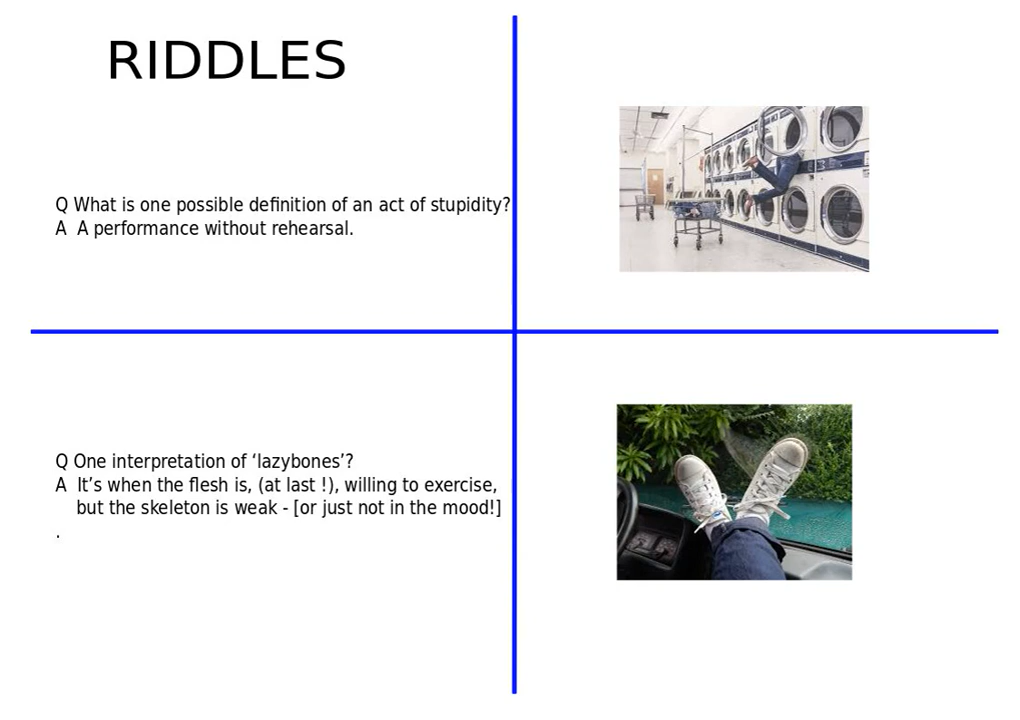 RIDDLES
Q What is one possible definition of an act of stupidity?
A  A performance without rehearsal.
Q One interpretation of ‘lazybones’?
A  It’s when the flesh is, (at last !), willing to exercise,
but the skeleton is weak - [or just not in the mood!]
.